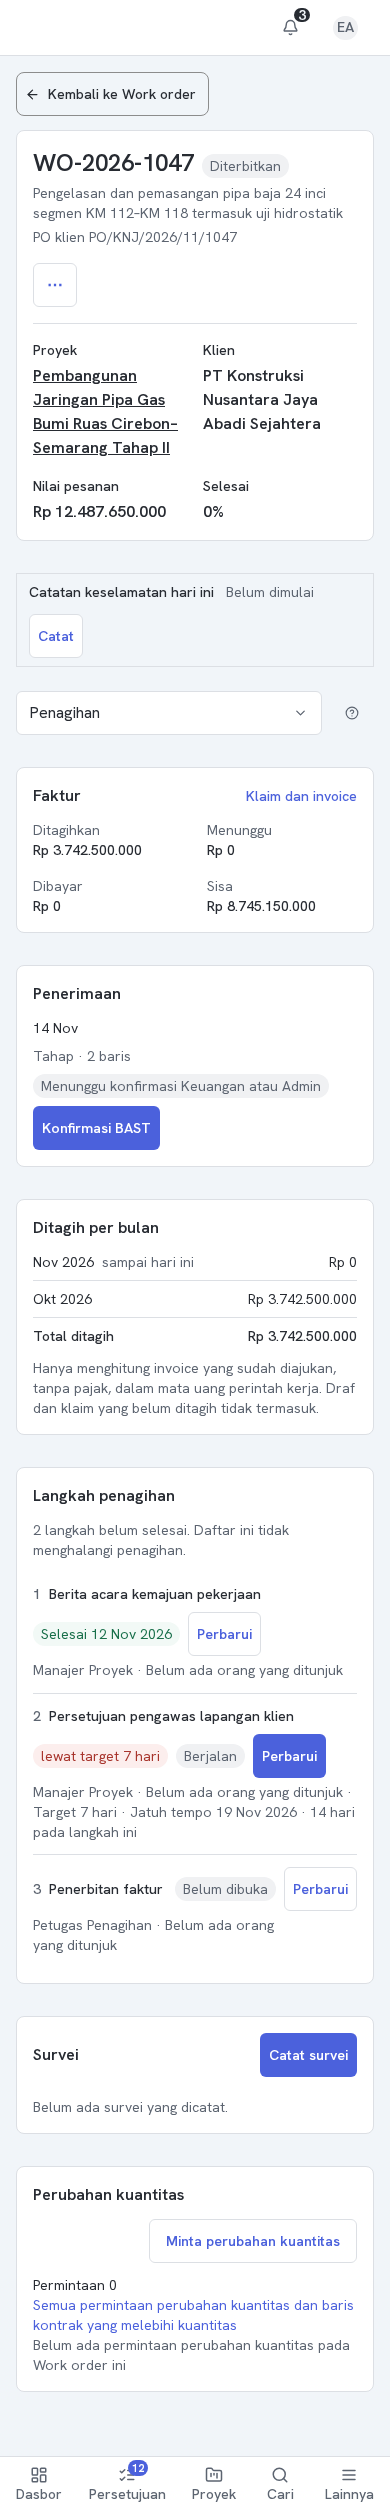 3
EA
Kembali ke Work order
WO-2026-1047 Diterbitkan
Pengelasan dan pemasangan pipa baja 24 inci
segmen KM 112–KM 118 termasuk uji hidrostatik
PO klien PO/KNJ/2026/11/1047
Proyek
Pembangunan
Jaringan Pipa Gas
Bumi Ruas Cirebon–
Semarang Tahap II
Klien
PT Konstruksi
Nusantara Jaya
Abadi Sejahtera
Nilai pesanan
Rp 12.487.650.000
Selesai
0%
Catatan keselamatan hari ini Belum dimulai
Catat
Penagihan
Faktur
Klaim dan invoice
Ditagihkan
Rp 3.742.500.000
Menunggu
Rp 0
Dibayar
Rp 0
Sisa
Rp 8.745.150.000
Penerimaan
14 Nov
Tahap · 2 baris
Menunggu konfirmasi Keuangan atau Admin
Konfirmasi BAST
Ditagih per bulan
Nov 2026 sampai hari ini Rp 0
Okt 2026 Rp 3.742.500.000
Total ditagih Rp 3.742.500.000
Hanya menghitung invoice yang sudah diajukan,
tanpa pajak, dalam mata uang perintah kerja. Draf
dan klaim yang belum ditagih tidak termasuk.
Langkah penagihan
2 langkah belum selesai. Daftar ini tidak
menghalangi penagihan.
1 Berita acara kemajuan pekerjaan
Selesai 12 Nov 2026 Perbarui
Manajer Proyek · Belum ada orang yang ditunjuk
2 Persetujuan pengawas lapangan klien
lewat target 7 hari Berjalan Perbarui
Manajer Proyek · Belum ada orang yang ditunjuk ·
Target 7 hari · Jatuh tempo 19 Nov 2026 · 14 hari
pada langkah ini
3 Penerbitan faktur Belum dibuka Perbarui
Petugas Penagihan · Belum ada orang
yang ditunjuk
Survei
Catat survei
Belum ada survei yang dicatat.
Perubahan kuantitas
Minta perubahan kuantitas
Permintaan 0
Semua permintaan perubahan kuantitas dan baris
kontrak yang melebihi kuantitas
Belum ada permintaan perubahan kuantitas pada
Work order ini
12
Dasbor Persetujuan Proyek Cari Lainnya